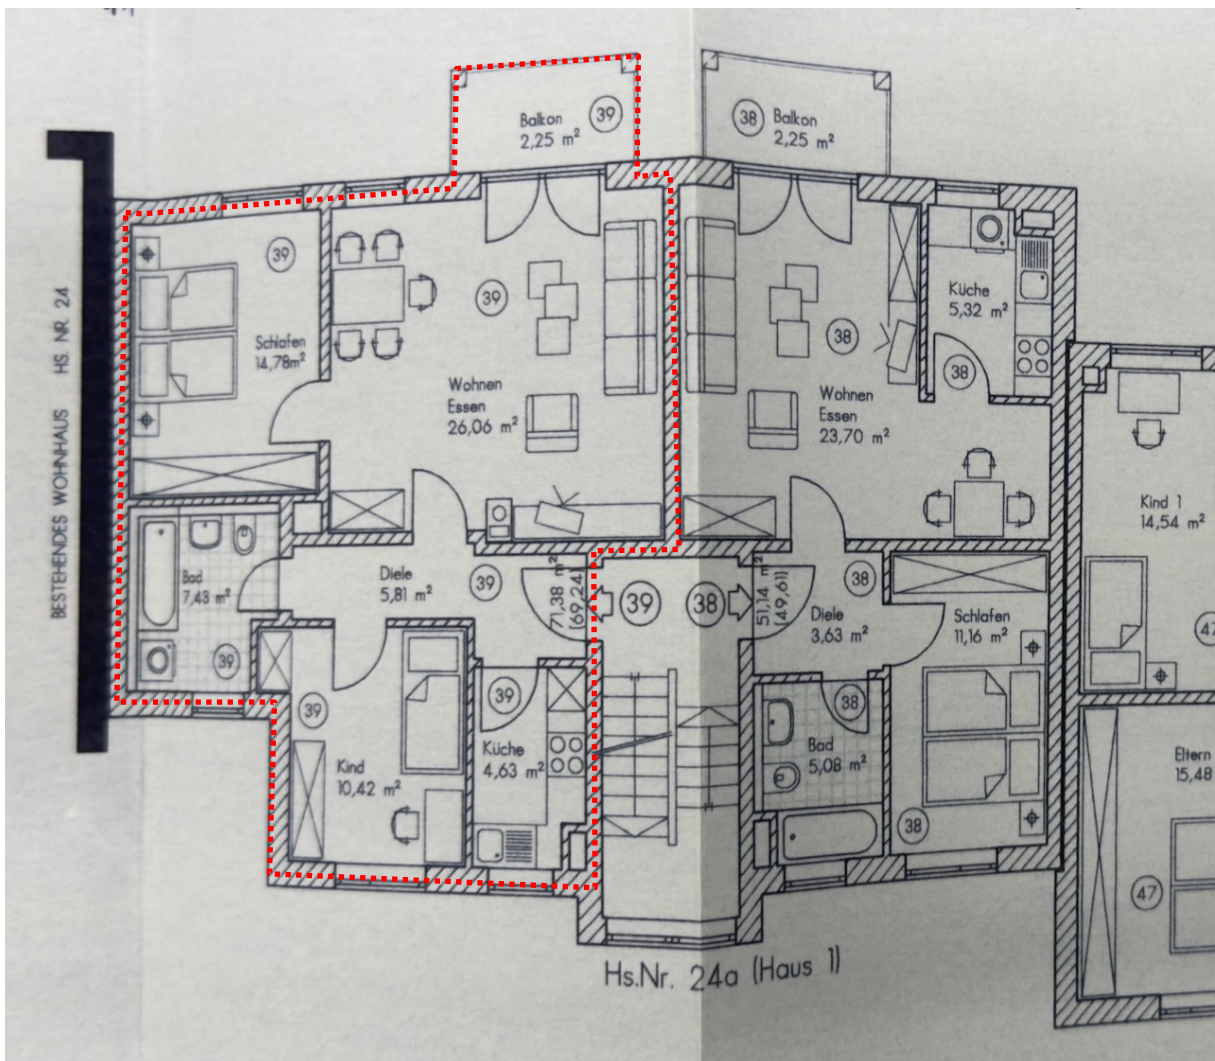 Balkon
2,25 m²
39
38
Balkon
2,25 m²
BESTEHENDES WOHNHAUS HS. NR. 24
39
Schlafen
14,78m²
39
Wohnen
Essen
26,06 m²
38
Wohnen
Essen
23,70 m²
Küche
5,32 m²
38
Kind 1
14,54 m²
Bad
7,43 m²
39
Diele
5,81 m²
39
71,38 m²
(69,24)
39
38
51,14 m²
(49,61)
38
Diele
3,63 m²
Schlafen
11,16 m²
47
39
Kind
10,42 m²
39
Küche
4,63 m²
38
Bad
5,08 m²
38
Eltern
15,48
47
Hs.Nr. 24a (Haus 1)